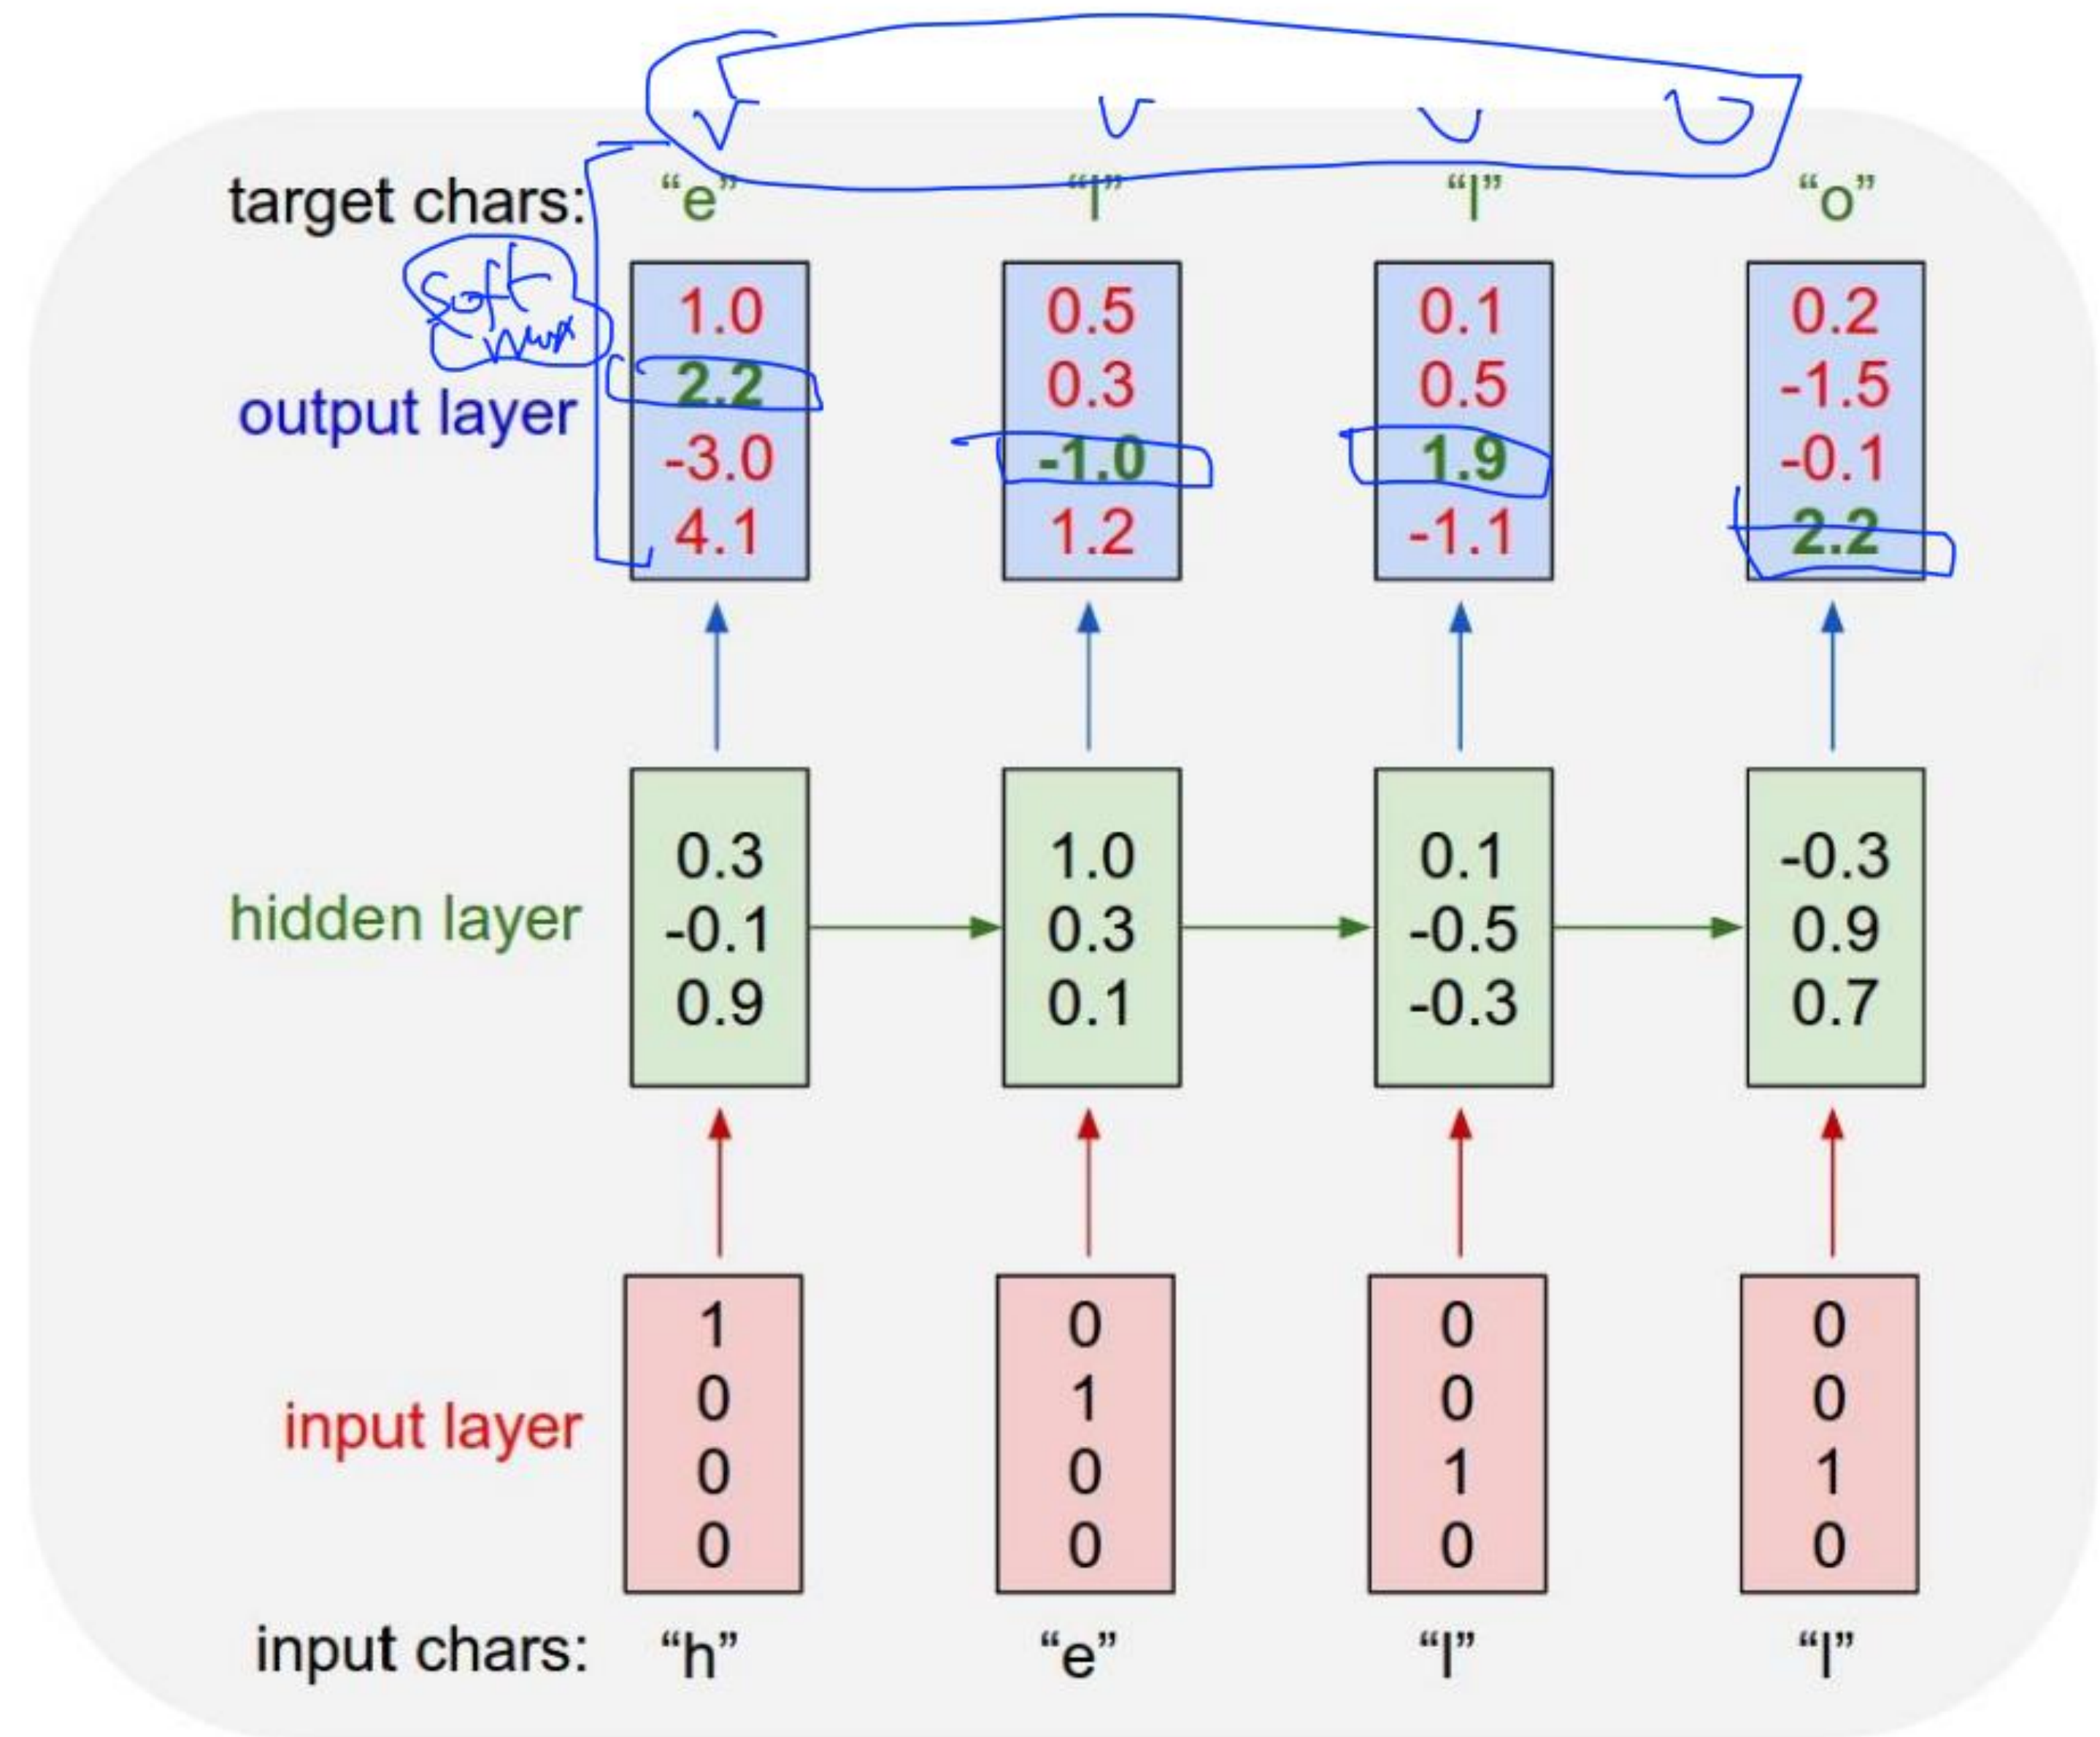 target chars: “e” “l” “l” “o”
Soft
max
output layer
1.0 0.5 0.1 0.2
2.2 0.3 0.5 -1.5
-3.0 -1.0 1.9 -0.1
4.1 1.2 -1.1 2.2
hidden layer
0.3 1.0 0.1 -0.3
-0.1 0.3 -0.5 0.9
0.9 0.1 -0.3 0.7
input layer
1 0 0 0
0 1 0 0
0 0 1 1
0 0 0 0
input chars: “h” “e” “l” “l”